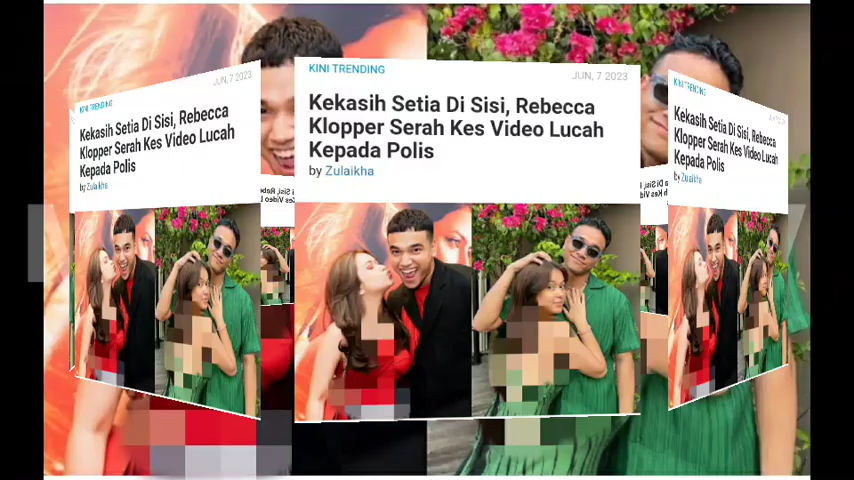 KINI TRENDING
JUN, 7 2023
Kekasih Setia Di Sisi, Rebecca
Klopper Serah Kes Video Lucah
Kepada Polis
by Zulaikha
KINI TRENDING
JUN, 7 2023
Kekasih Setia Di Sisi, Rebecca
Klopper Serah Kes Video Lucah
Kepada Polis
by Zulaikha
KINI TRENDING
Kekasih Setia Di Sisi, Rebecca
Klopper Serah Kes Video Lucah
Kepada Polis
by Zulaikha